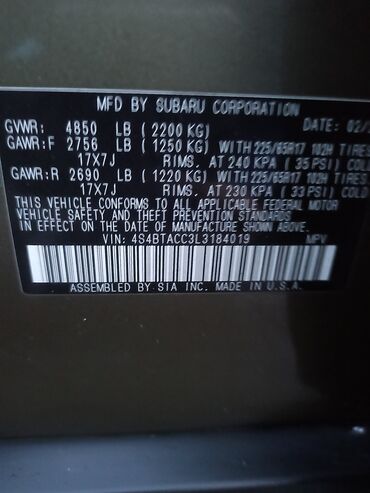 MFD BY SUBARU CORPORATION
GVWR: 4850 LB (2200 KG) DATE: 02/
GAWR:F 2756 LB (1250 KG) WITH 225/65R17 102H TIRES
17X7J RIMS, AT 240 KPA (35 PSI) COLD
GAWR:R 2690 LB (1220 KG) WITH 225/65R17 102H TIRES
17X7J RIMS, AT 230 KPA (33 PSI) COLD
THIS VEHICLE CONFORMS TO ALL APPLICABLE FEDERAL MOTOR
VEHICLE SAFETY AND THEFT PREVENTION STANDARDS
IN EFFECT ON THE DATE OF MANUFACTURE SHOWN ABOVE.
VIN: 4S4BTACC3L3184019 MPV
ASSEMBLED BY SIA INC. MADE IN U.S.A.